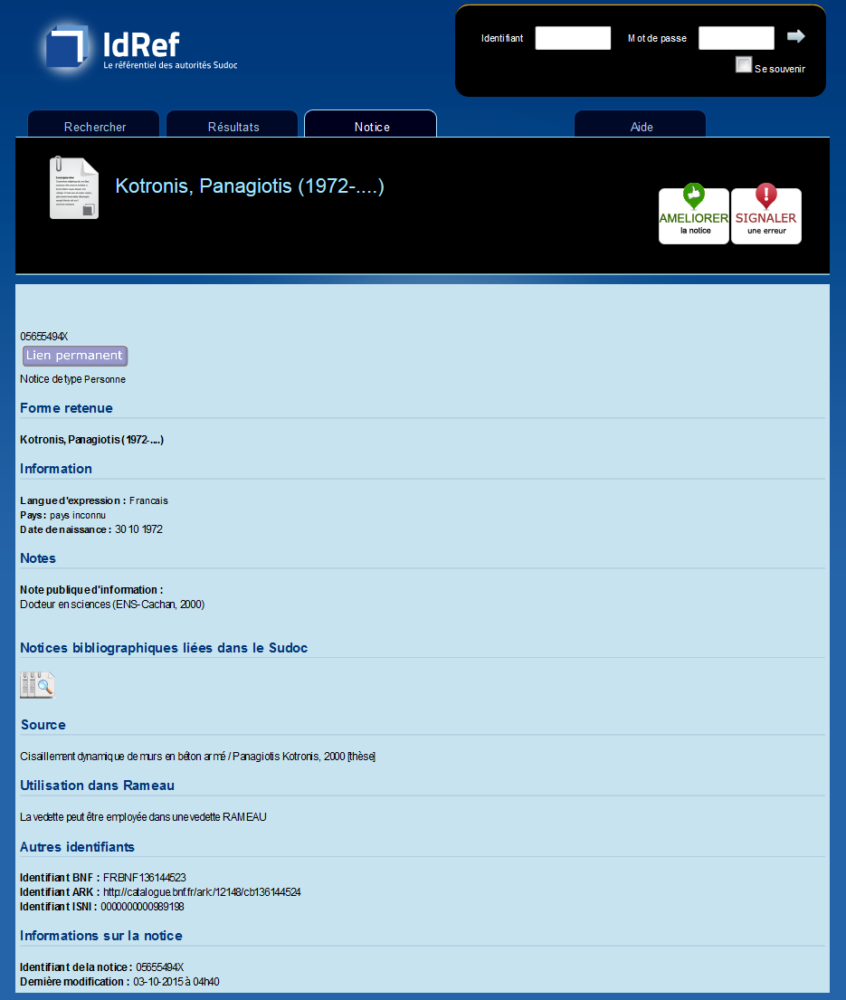 IdRef
Le référentiel des autorités Sudoc
Identifiant
Mot de passe
Se souvenir
Rechercher
Résultats
Notice
Aide
Kotronis, Panagiotis (1972-....)
AMELIORER
la notice
SIGNALER
une erreur
05655494X
Lien permanent
Notice de type Personne
Forme retenue
Kotronis, Panagiotis (1972-....)
Information
Langue d'expression : Francais
Pays : pays inconnu
Date de naissance : 30 10 1972
Notes
Note publique d'information :
Docteur en sciences (ENS-Cachan, 2000)
Notices bibliographiques liées dans le Sudoc
Source
Cisaillement dynamique de murs en béton armé / Panagiotis Kotronis, 2000 [thèse]
Utilisation dans Rameau
La vedette peut être employée dans une vedette RAMEAU
Autres identifiants
Identifiant BNF : FRBNF136144523
Identifiant ARK : http://catalogue.bnf.fr/ark:/12148/cb136144524
Identifiant ISNI : 0000000000989198
Informations sur la notice
Identifiant de la notice : 05655494X
Dernière modification : 03-10-2015 à 04h40